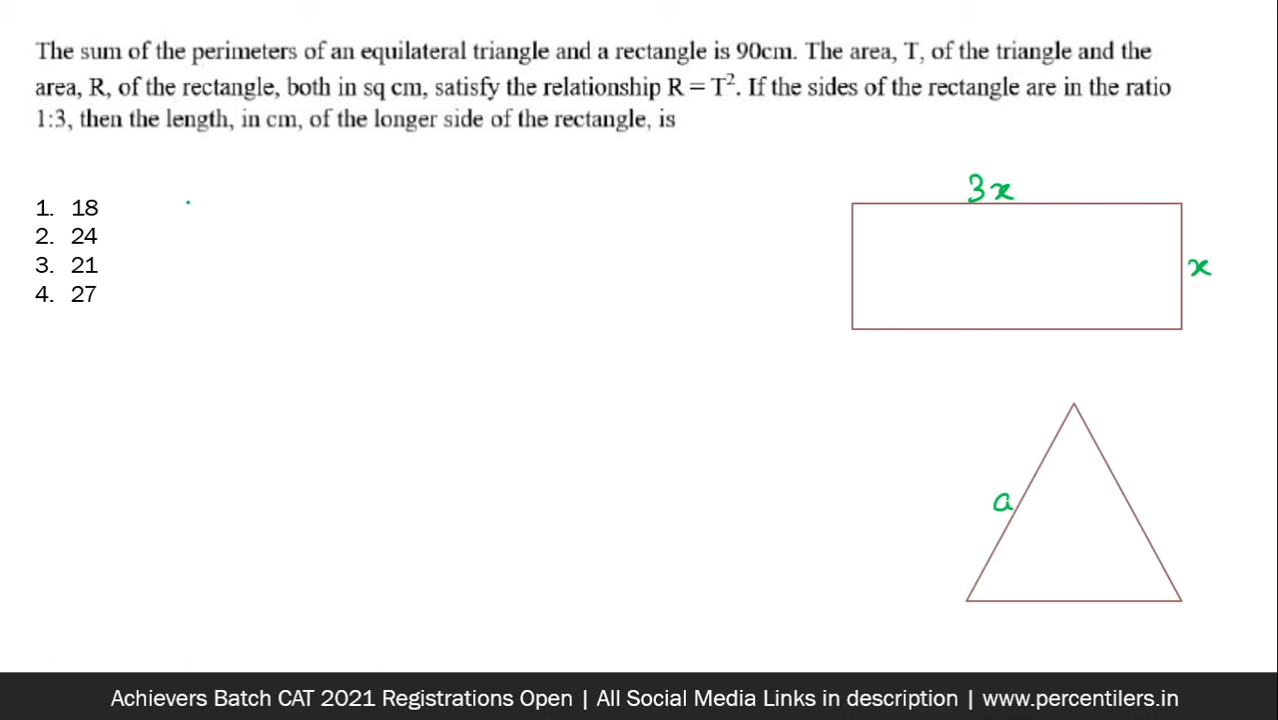 The sum of the perimeters of an equilateral triangle and a rectangle is 90cm. The area, T, of the triangle and the
area, R, of the rectangle, both in sq cm, satisfy the relationship R = T². If the sides of the rectangle are in the ratio
1:3, then the length, in cm, of the longer side of the rectangle, is
3x
1. 18
2. 24
3. 21
4. 27
x
a
Achievers Batch CAT 2021 Registrations Open | All Social Media Links in description | www.percentilers.in